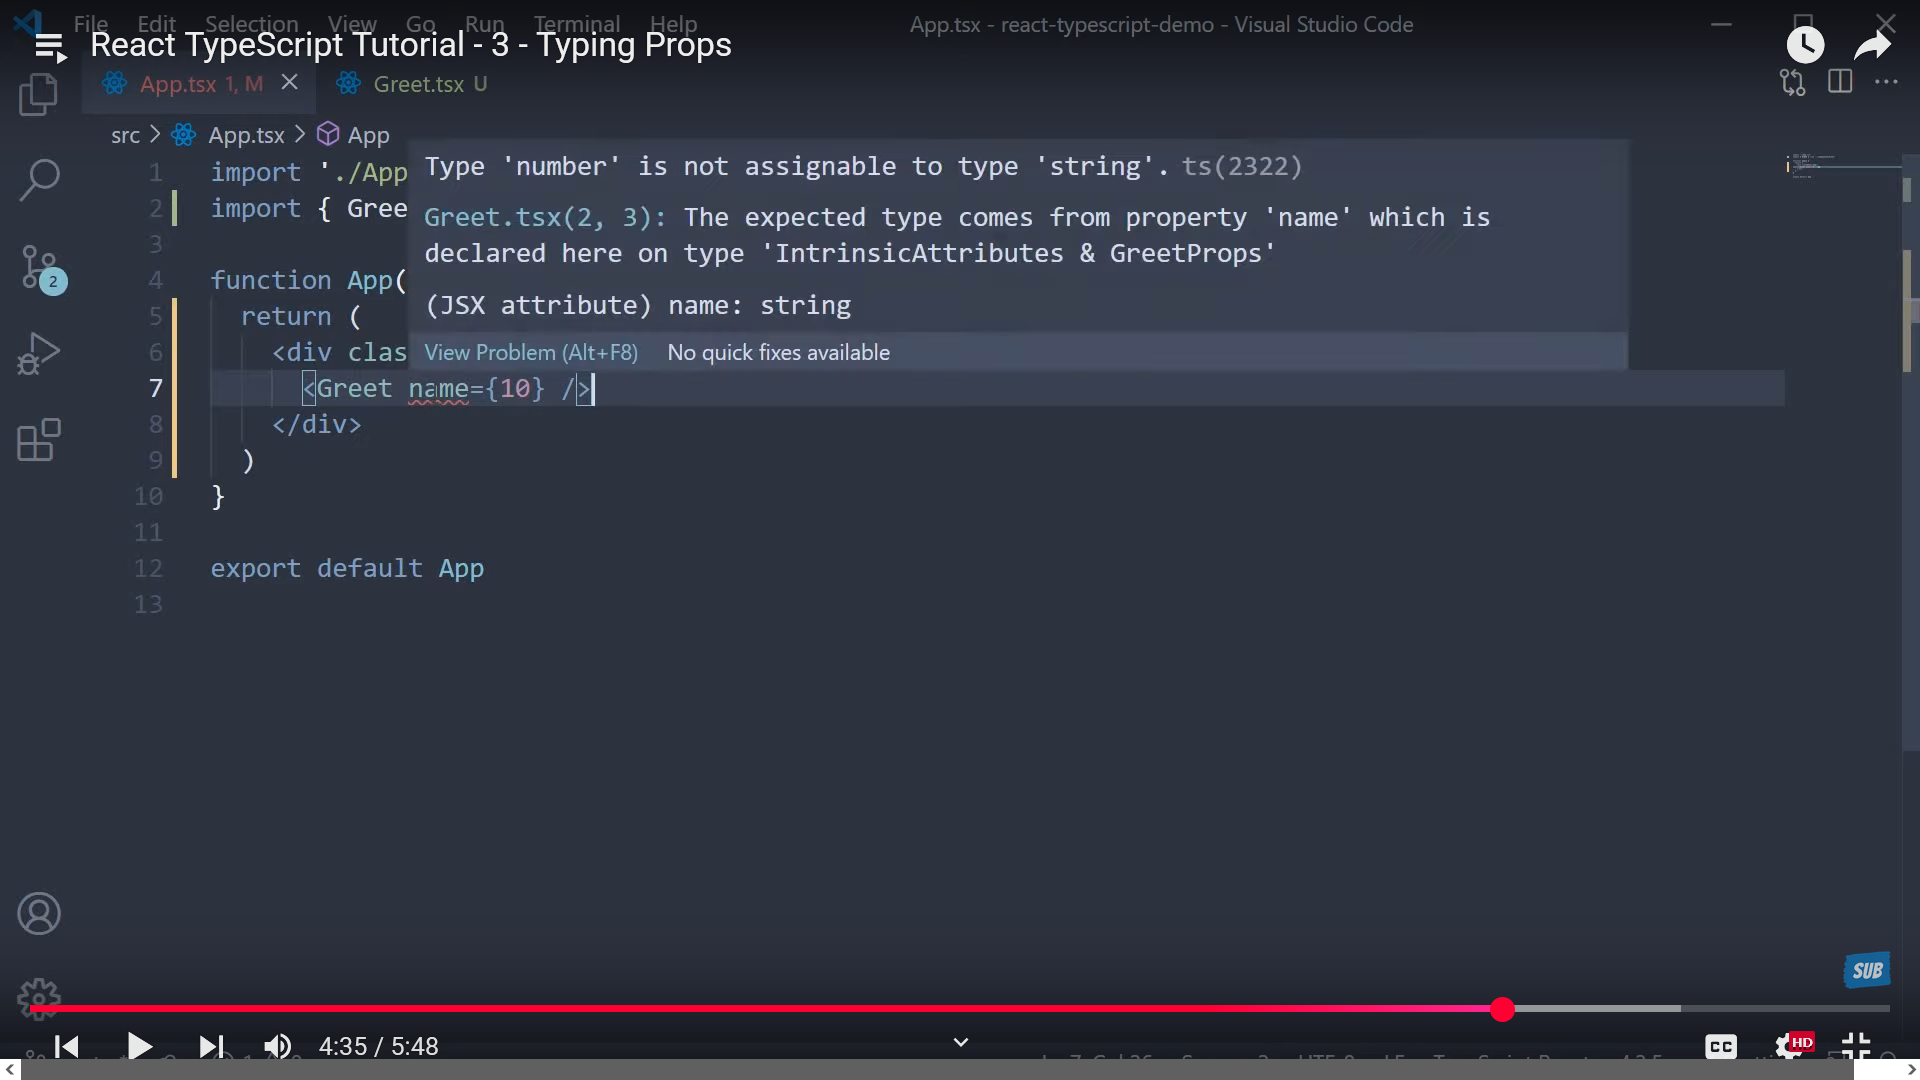 File Edit Selection View Go Run Terminal Help App.tsx - react-typescript-demo - Visual Studio Code
React TypeScript Tutorial - 3 - Typing Props
App.tsx 1, M Greet.tsx U
src > App.tsx > App
1 import './App
2 import { Gree
3
4 function App(
5 return (
6 <div clas
7 <Greet name={10} />
8 </div>
9 )
10 }
11
12 export default App
13
Type 'number' is not assignable to type 'string'. ts(2322)
Greet.tsx(2, 3): The expected type comes from property 'name' which is
declared here on type 'IntrinsicAttributes & GreetProps'
(JSX attribute) name: string
View Problem (Alt+F8) No quick fixes available
2
SUB
4:35 / 5:48
CC HD